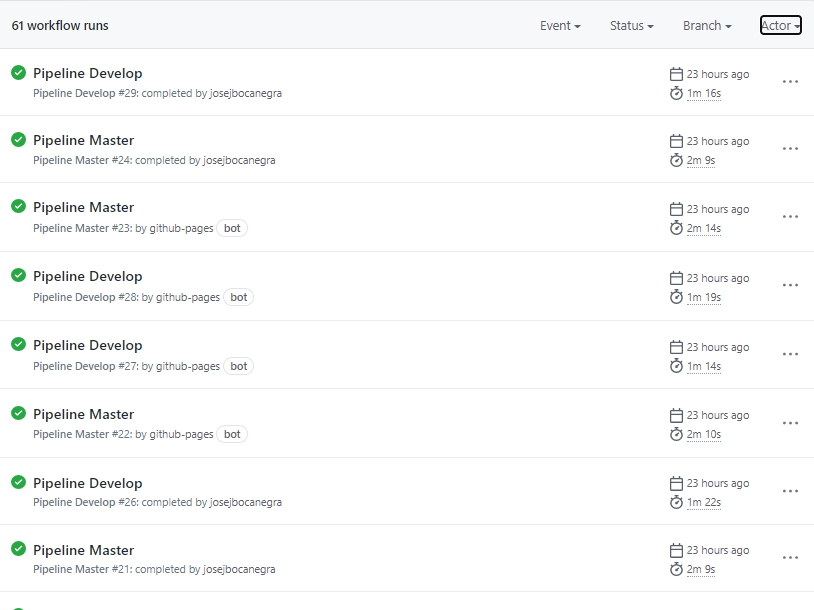 61 workflow runs Event Status Branch Actor
Pipeline Develop 23 hours ago
Pipeline Develop #29: completed by josejbocanegra 1m 16s
Pipeline Master 23 hours ago
Pipeline Master #24: completed by josejbocanegra 2m 9s
Pipeline Master 23 hours ago
Pipeline Master #23: by github-pages bot 2m 14s
Pipeline Develop 23 hours ago
Pipeline Develop #28: by github-pages bot 1m 19s
Pipeline Develop 23 hours ago
Pipeline Develop #27: by github-pages bot 1m 14s
Pipeline Master 23 hours ago
Pipeline Master #22: by github-pages bot 2m 10s
Pipeline Develop 23 hours ago
Pipeline Develop #26: completed by josejbocanegra 1m 22s
Pipeline Master 23 hours ago
Pipeline Master #21: completed by josejbocanegra 2m 9s